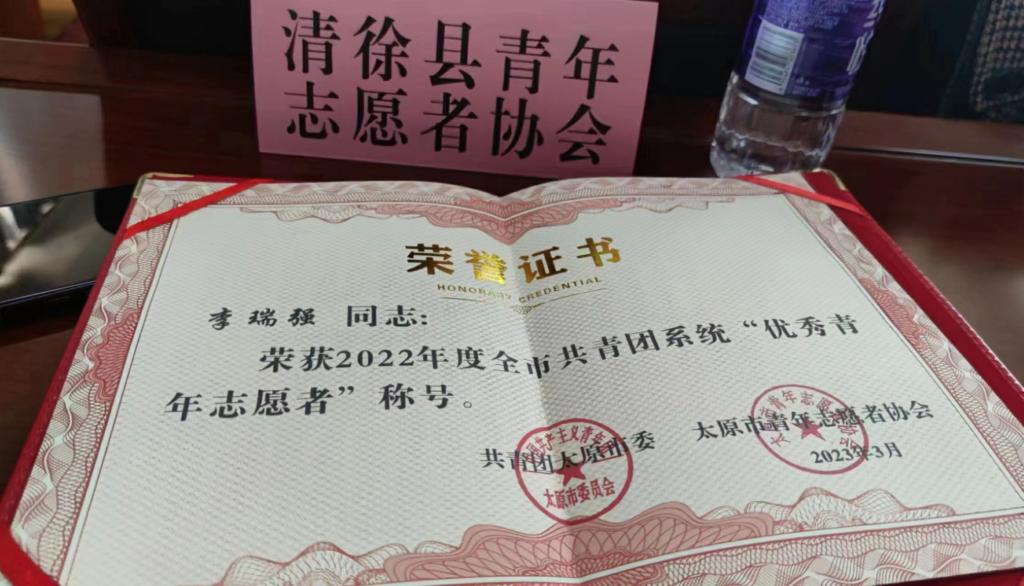 清徐县青年
志愿者协会
荣誉证书
HONORARY CREDENTIAL
李瑞强 同志：
荣获2022年度全市共青团系统“优秀青
年志愿者”称号。
共青团太原市委 太原市青年志愿者协会
2023年3月
太原市委员会